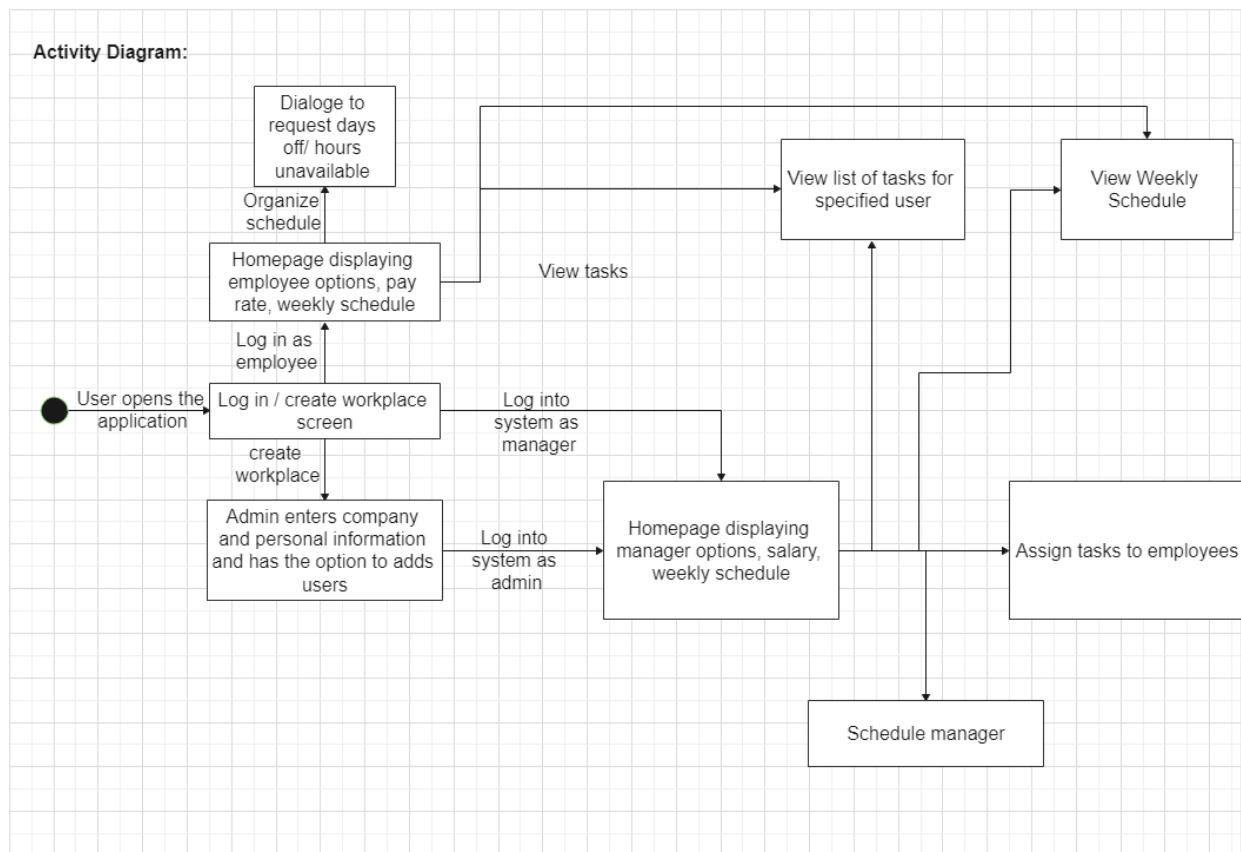 Activity Diagram:
Dialoge to
request days
off/ hours
unavailable
View list of tasks for
specified user
View Weekly
Schedule
Organize
schedule
Homepage displaying
employee options, pay
rate, weekly schedule
View tasks
Log in as
employee
User opens the
application
Log in / create workplace
screen
Log into
system as
manager
create
workplace
Admin enters company
and personal information
and has the option to adds
users
Log into
system as
admin
Homepage displaying
manager options, salary,
weekly schedule
Assign tasks to employees
Schedule manager